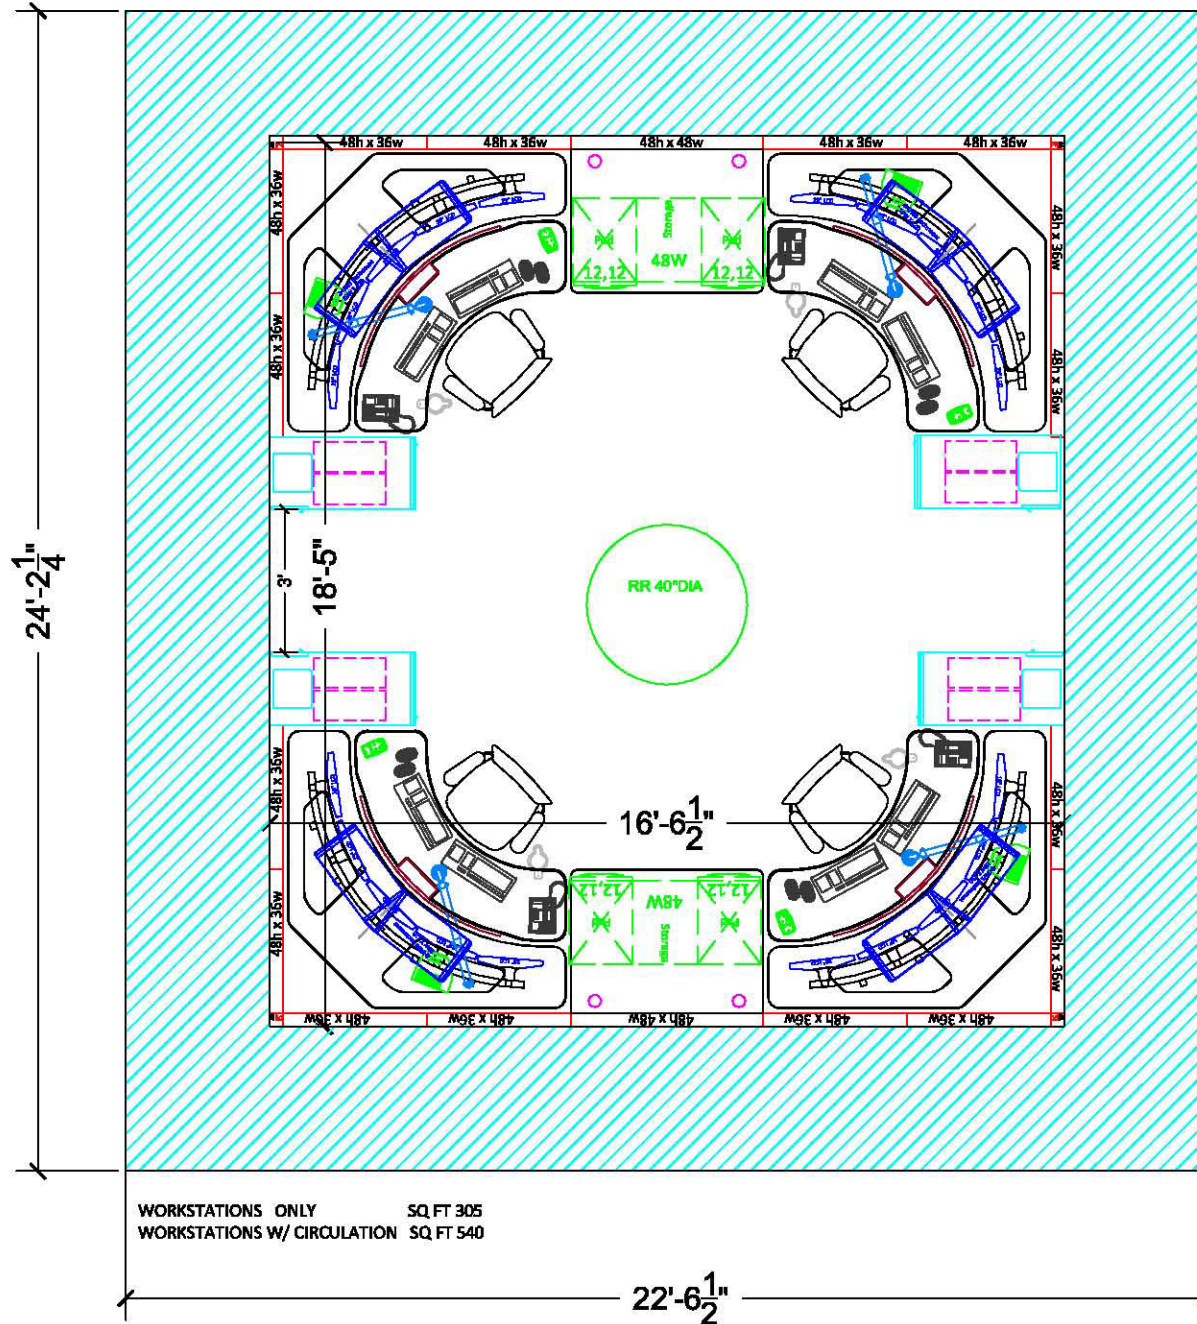 48h x 36w
48h x 36w
48h x 48w
48h x 36w
48h x 36w
48h x 36w
48h x 36w
48h x 36w
48h x 36w
Storage
48W
12,12
12,12
24'-2 1/4"
18'-5"
3'
RR 40"DIA
16'-6 1/2"
48h x 36w
48h x 36w
48h x 36w
48h x 36w
12,12
12,12
48W
Storage
48h x 36w
48h x 36w
48h x 48w
48h x 36w
48h x 36w
WORKSTATIONS ONLY SQ FT 305
WORKSTATIONS W/ CIRCULATION SQ FT 540
22'-6 1/2"